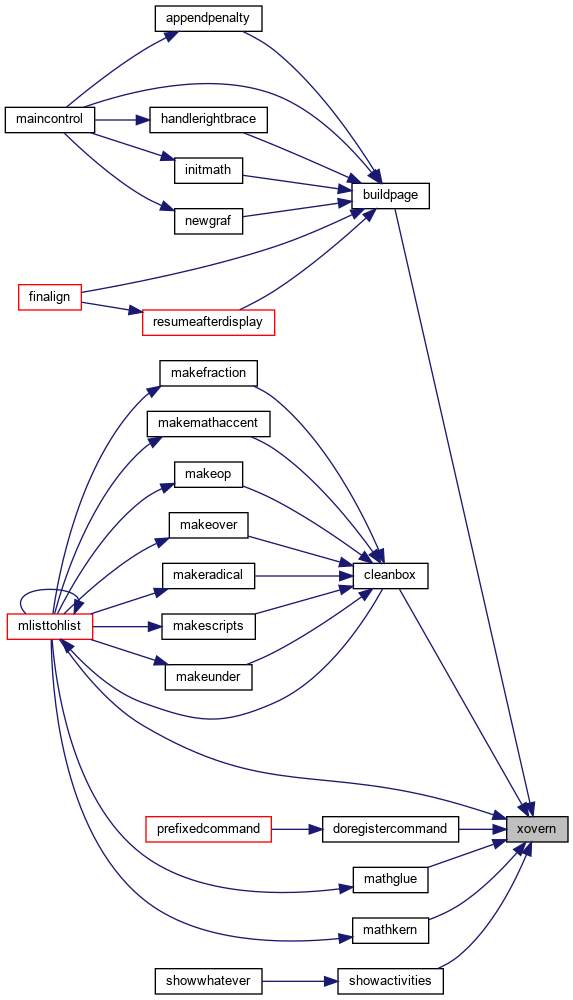 appendpenalty
maincontrol
handlerightbrace
initmath
buildpage
newgraf
finalign
resumeafterdisplay
makefraction
makemathaccent
makeop
makeover
makeradical
cleanbox
mlisttohlist
makescripts
makeunder
prefixedcommand
doregistercommand
xovern
mathglue
mathkern
showwhatever
showactivities